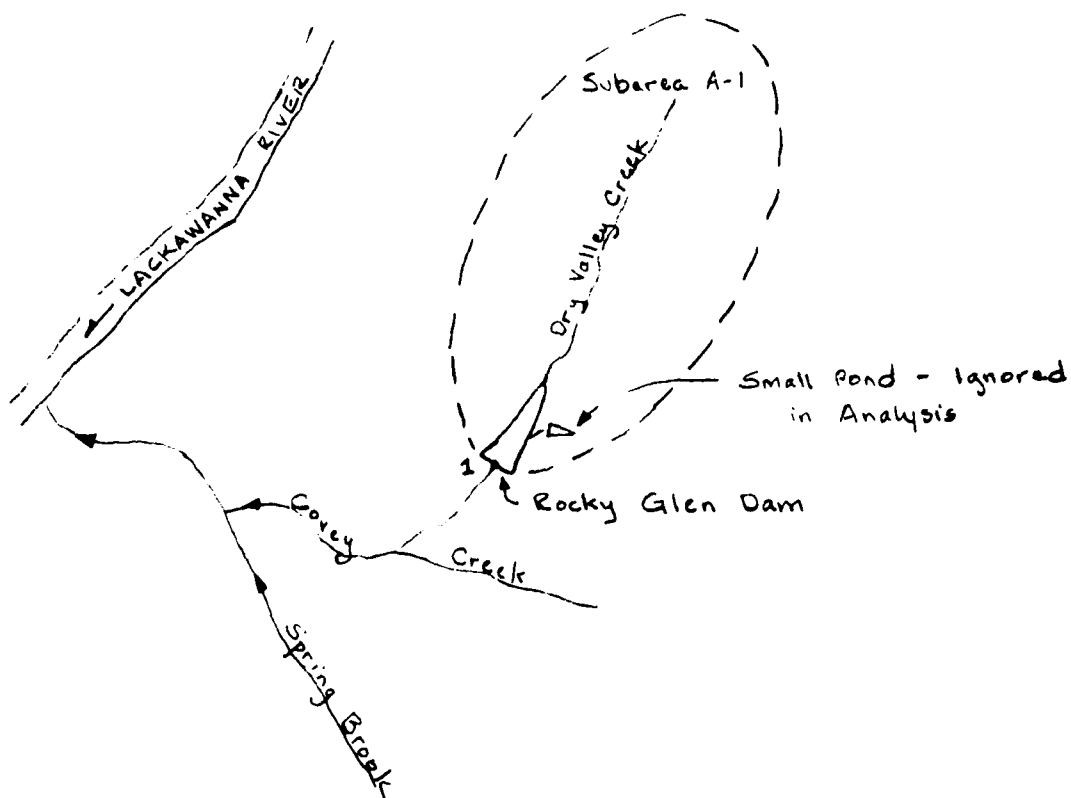 Subarea A-1
LACKAWANNA RIVER
Dry Valley Creek
Small Pond - Ignored
in Analysis
1
Rocky Glen Dam
Covey
Creek
Spring Brook